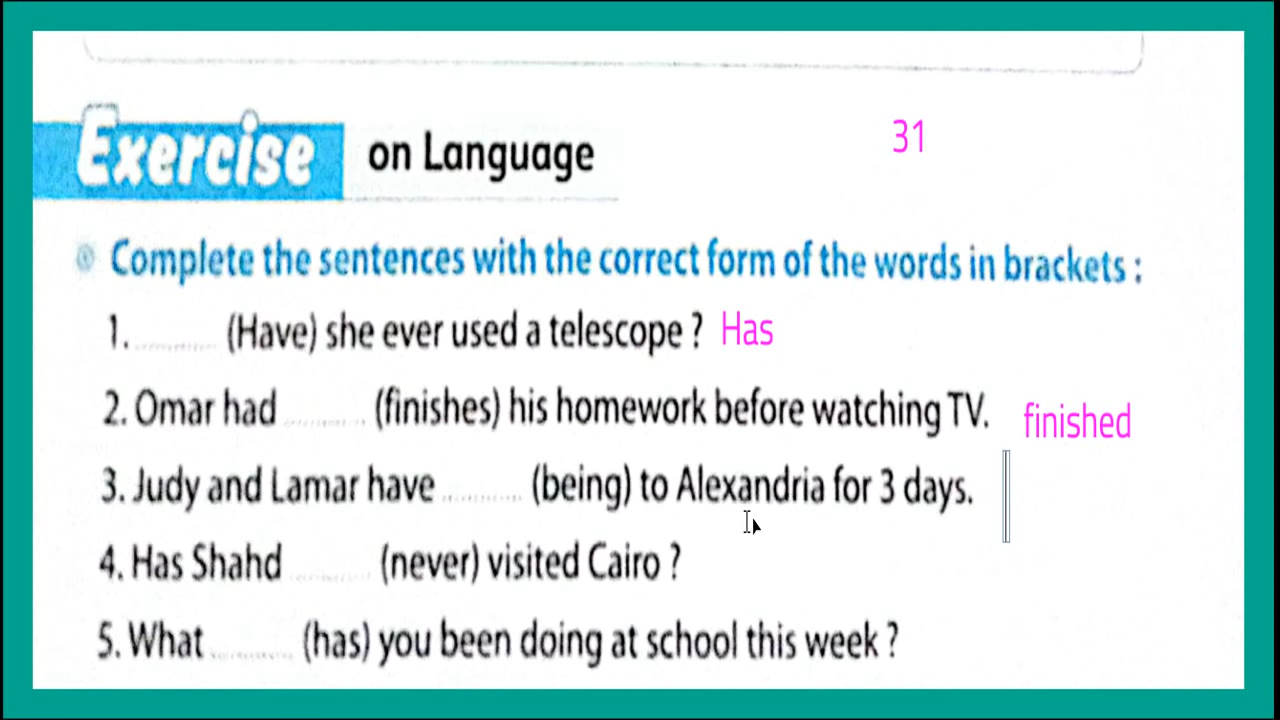 Exercise on Language 31
Complete the sentences with the correct form of the words in brackets :
1. .......... (Have) she ever used a telescope ? Has
2. Omar had .......... (finishes) his homework before watching TV. finished
3. Judy and Lamar have .......... (being) to Alexandria for 3 days.
4. Has Shahd .......... (never) visited Cairo ?
5. What .......... (has) you been doing at school this week ?